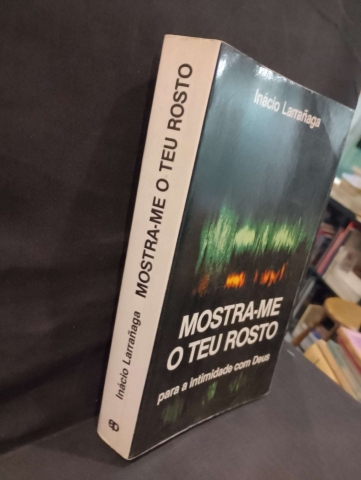 Inácio Larrañaga
MOSTRA-ME
O TEU ROSTO
para a Intimidade com Deus
Inácio Larrañaga MOSTRA-ME O TEU ROSTO